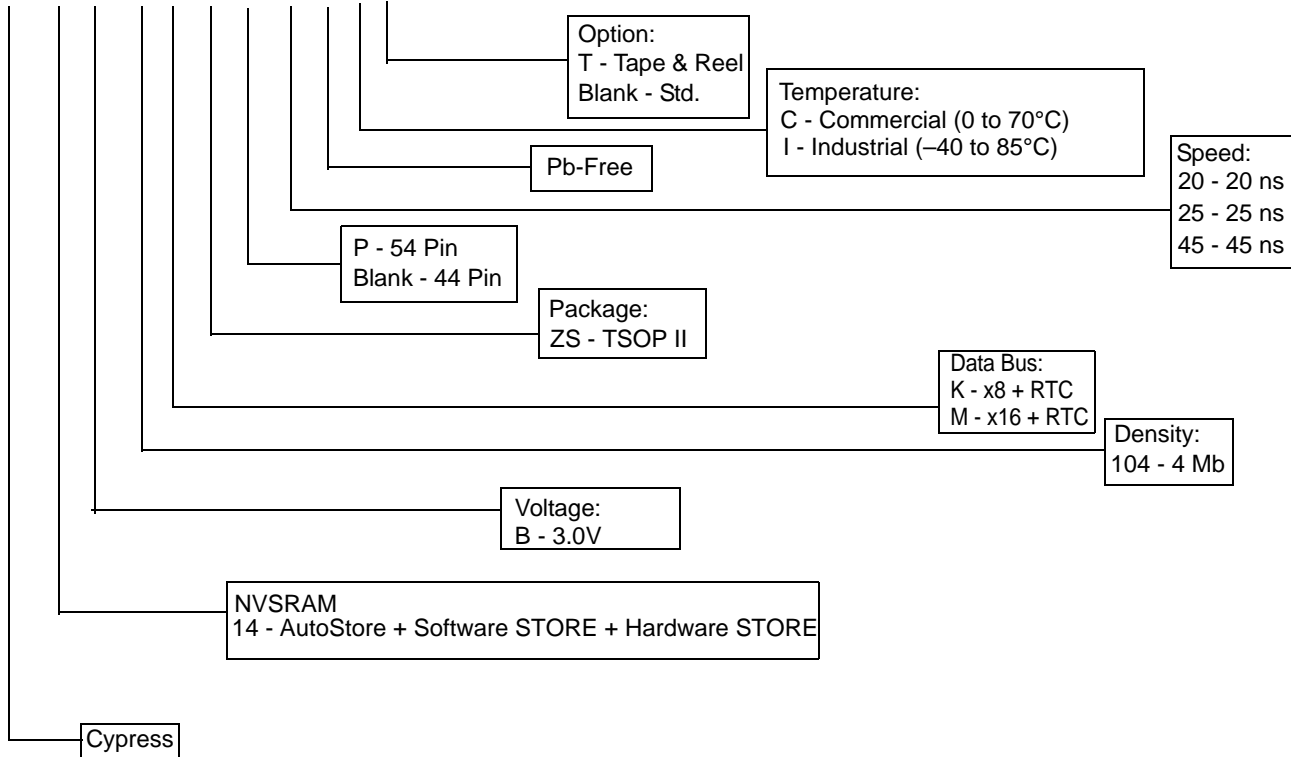 Option:
T - Tape & Reel
Blank - Std.
Temperature:
C - Commercial (0 to 70°C)
I - Industrial (–40 to 85°C)
Speed:
20 - 20 ns
25 - 25 ns
45 - 45 ns
Pb-Free
P - 54 Pin
Blank - 44 Pin
Package:
ZS - TSOP II
Data Bus:
K - x8 + RTC
M - x16 + RTC
Density:
104 - 4 Mb
Voltage:
B - 3.0V
NVSRAM
14 - AutoStore + Software STORE + Hardware STORE
Cypress